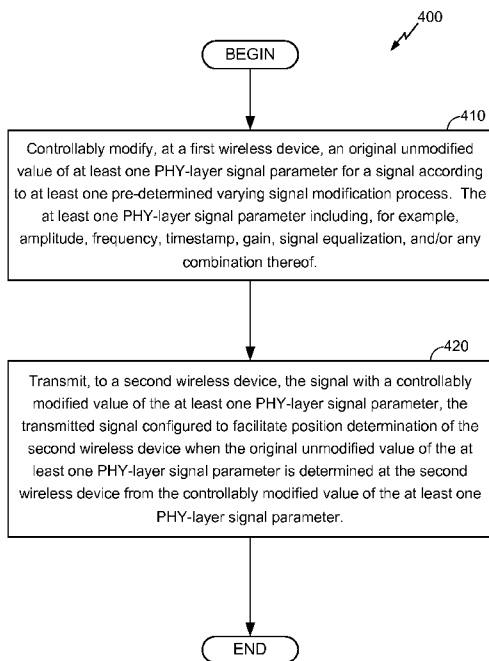 400
BEGIN
410
Controllably modify, at a first wireless device, an original unmodified
value of at least one PHY-layer signal parameter for a signal according
to at least one pre-determined varying signal modification process. The
at least one PHY-layer signal parameter including, for example,
amplitude, frequency, timestamp, gain, signal equalization, and/or any
combination thereof.
420
Transmit, to a second wireless device, the signal with a controllably
modified value of the at least one PHY-layer signal parameter, the
transmitted signal configured to facilitate position determination of the
second wireless device when the original unmodified value of the at
least one PHY-layer signal parameter is determined at the second
wireless device from the controllably modified value of the at least one
PHY-layer signal parameter.
END